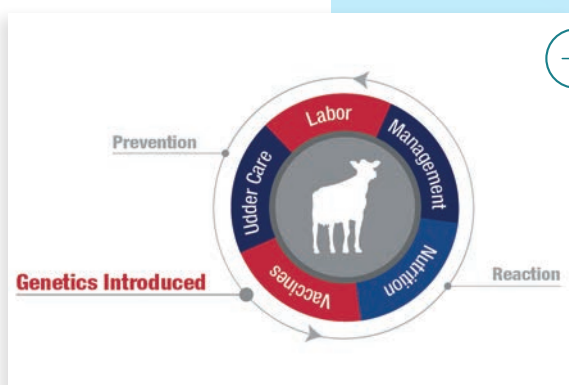 Labor
Management
Prevention
Udder Care
Nutrition
Reaction
Genetics Introduced
Vaccines